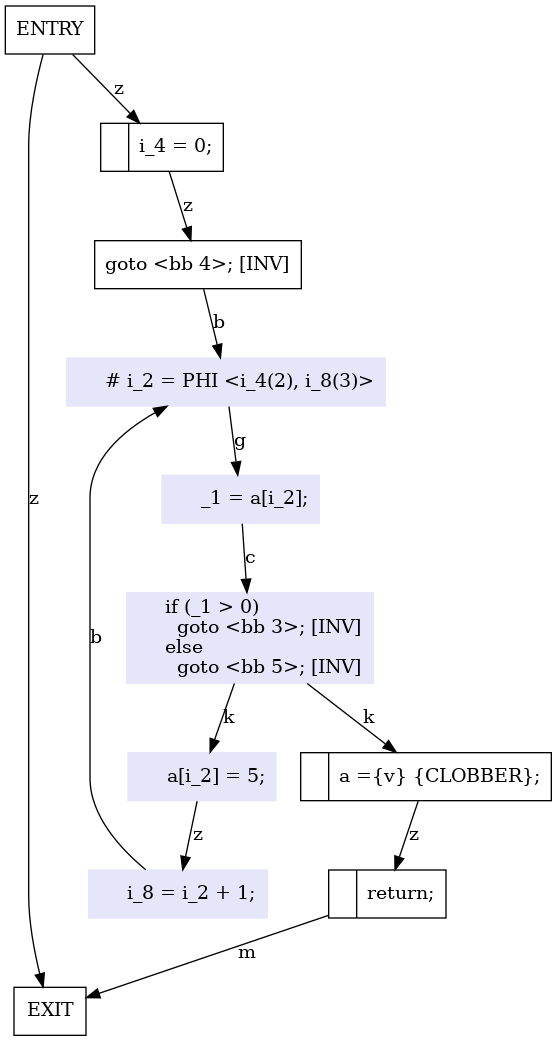 ENTRY
z
i_4 = 0;
z
goto <bb 4>; [INV]
b
# i_2 = PHI <i_4(2), i_8(3)>
g
z
_1 = a[i_2];
c
if (_1 > 0)
goto <bb 3>; [INV]
else
goto <bb 5>; [INV]
b
k
k
a[i_2] = 5;
a ={v} {CLOBBER};
z
z
i_8 = i_2 + 1;
return;
m
EXIT